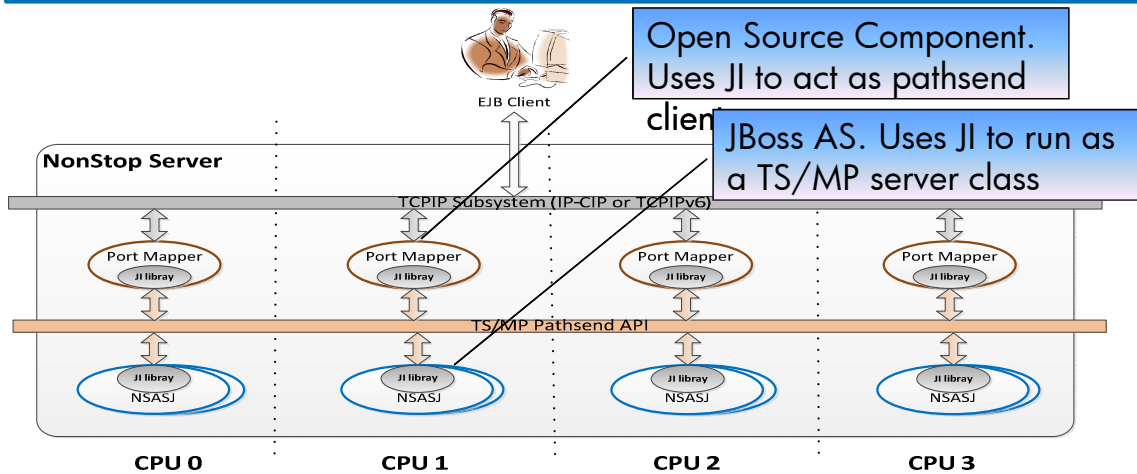 Open Source Component.
Uses JI to act as pathsend
client
EJB Client
JBoss AS. Uses JI to run as
a TS/MP server class
NonStop Server
TCPIP Subsystem (IP-CIP or TCPIPv6)
Port Mapper
JI libray
Port Mapper
JI libray
Port Mapper
JI libray
Port Mapper
JI libray
TS/MP Pathsend API
JI libray
NSASJ
JI libray
NSASJ
JI libray
NSASJ
JI libray
NSASJ
CPU 0
CPU 1
CPU 2
CPU 3